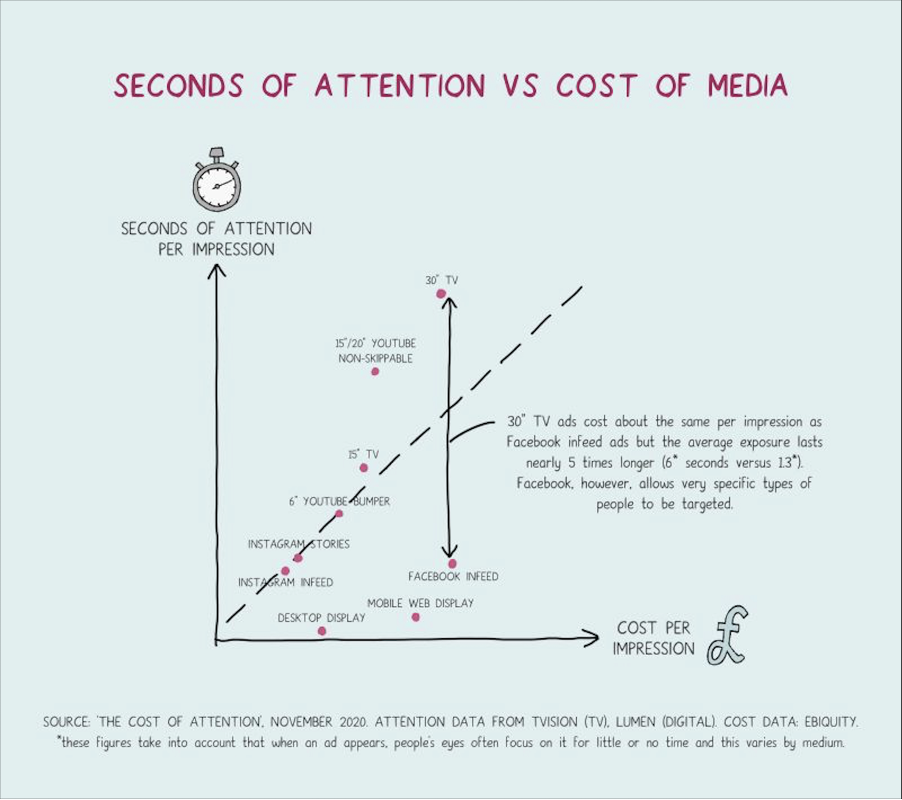 SECONDS OF ATTENTION VS COST OF MEDIA
SECONDS OF ATTENTION
PER IMPRESSION
30" TV
15"/20" YOUTUBE
NON-SKIPPABLE
30" TV ads cost about the same per impression as
Facebook infeed ads but the average exposure lasts
nearly 5 times longer (6* seconds versus 1.3*).
Facebook, however, allows very specific types of
people to be targeted.
15" TV
6" YOUTUBE BUMPER
INSTAGRAM STORIES
INSTAGRAM INFEED
FACEBOOK INFEED
MOBILE WEB DISPLAY
DESKTOP DISPLAY
COST PER
IMPRESSION
£
SOURCE: 'THE COST OF ATTENTION', NOVEMBER 2020. ATTENTION DATA FROM TVISION (TV), LUMEN (DIGITAL). COST DATA: EBIQUITY.
*these figures take into account that when an ad appears, people's eyes often focus on it for little or no time and this varies by medium.